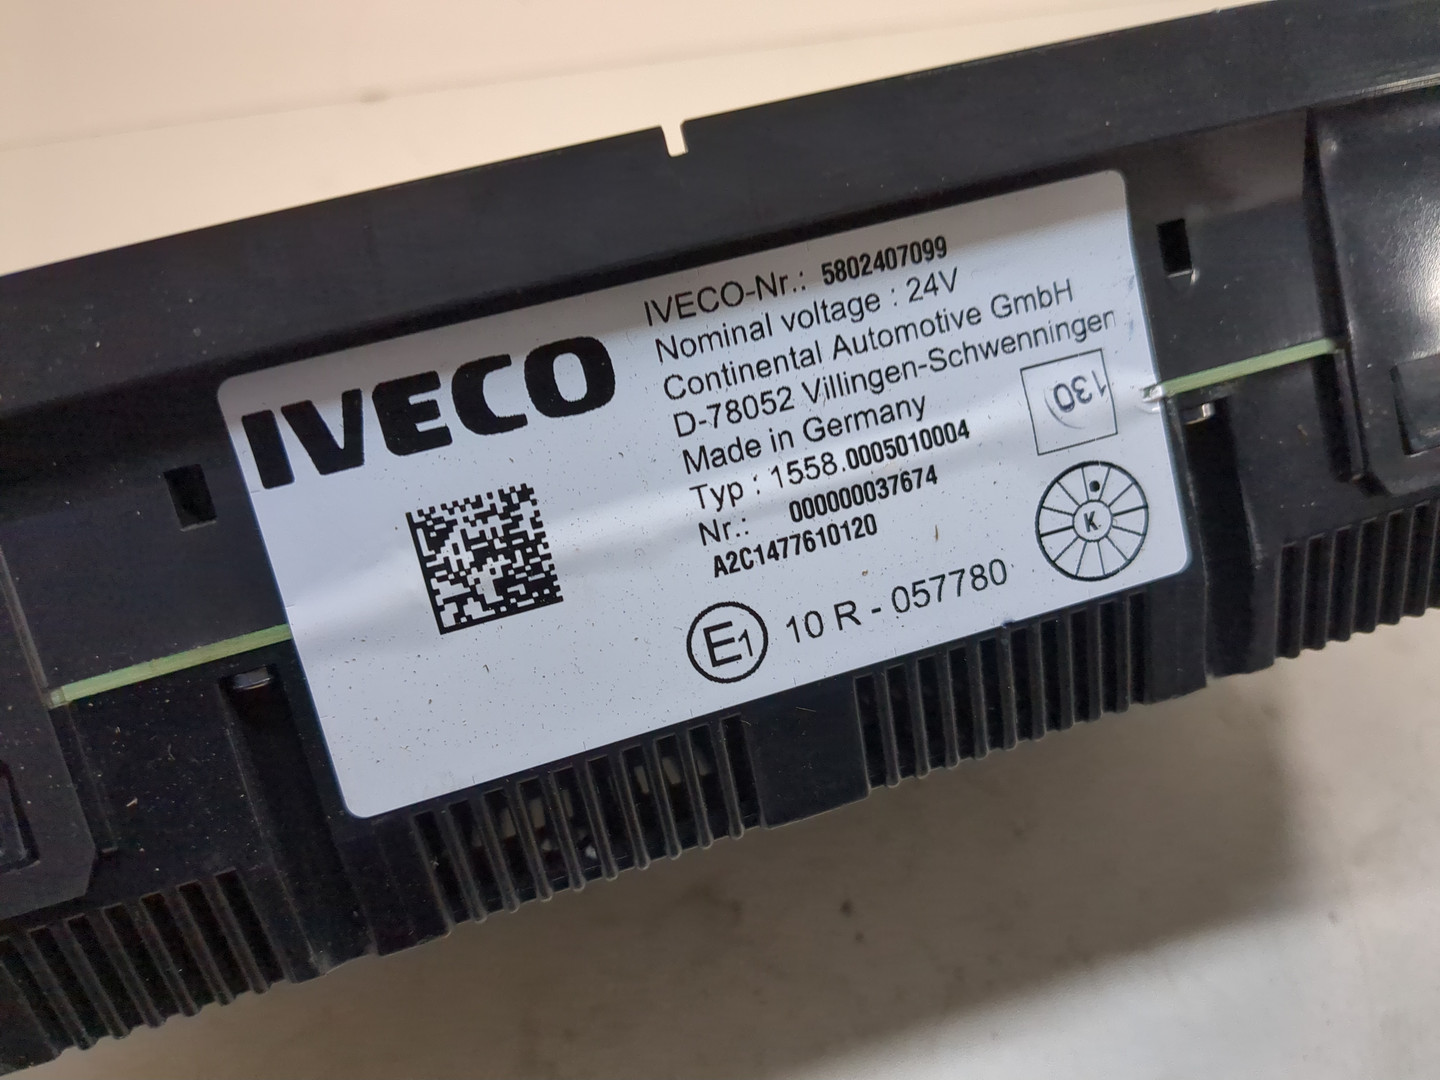 IVECO
IVECO-Nr.: 5802407099
Nominal voltage : 24V
Continental Automotive GmbH
D-78052 Villingen-Schwenningen
Made in Germany
Typ : 1558.0005010004
Nr.: 000000037674
A2C1477610120
130
K.
E1 10 R - 057780